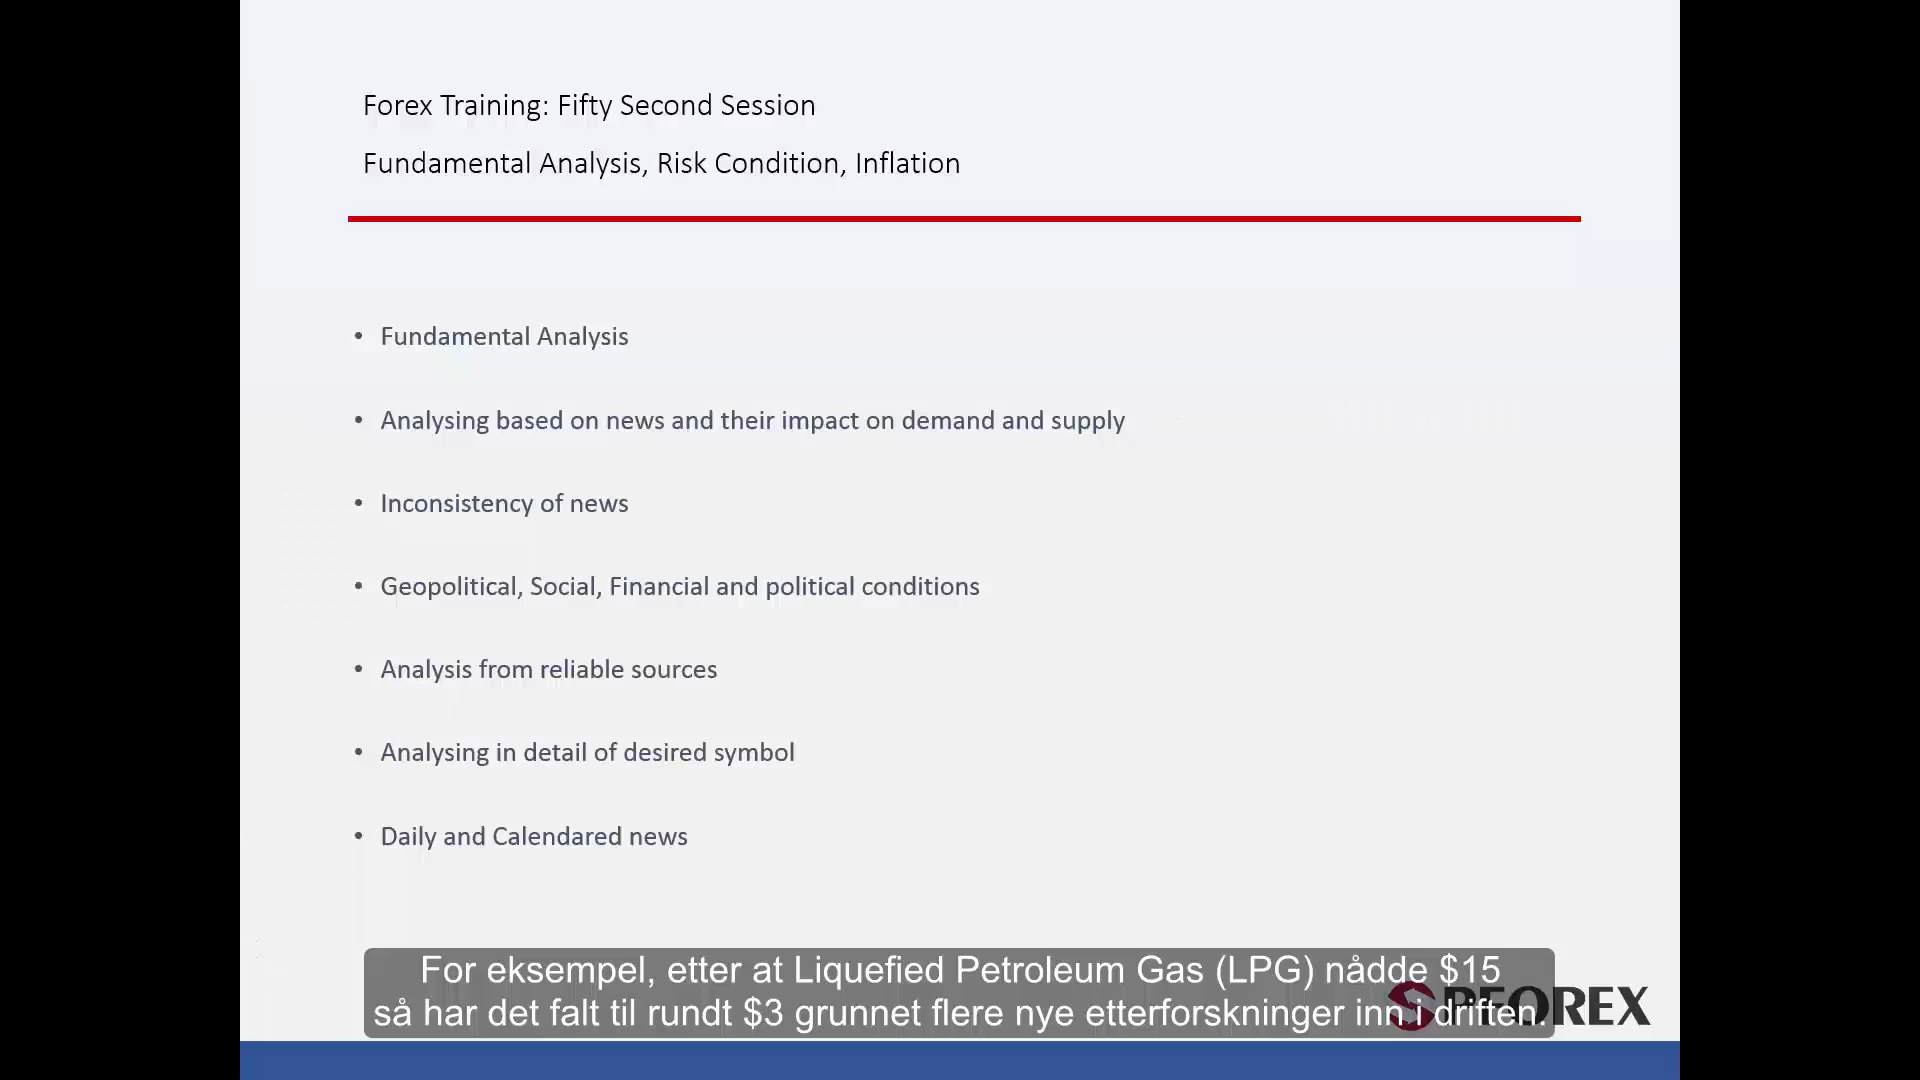 Forex Training: Fifty Second Session
Fundamental Analysis, Risk Condition, Inflation
• Fundamental Analysis
• Analysing based on news and their impact on demand and supply
• Inconsistency of news
• Geopolitical, Social, Financial and political conditions
• Analysis from reliable sources
• Analysing in detail of desired symbol
• Daily and Calendared news
For eksempel, etter at Liquefied Petroleum Gas (LPG) nådde $15
så har det falt til rundt $3 grunnet flere nye etterforskninger inn i driften.